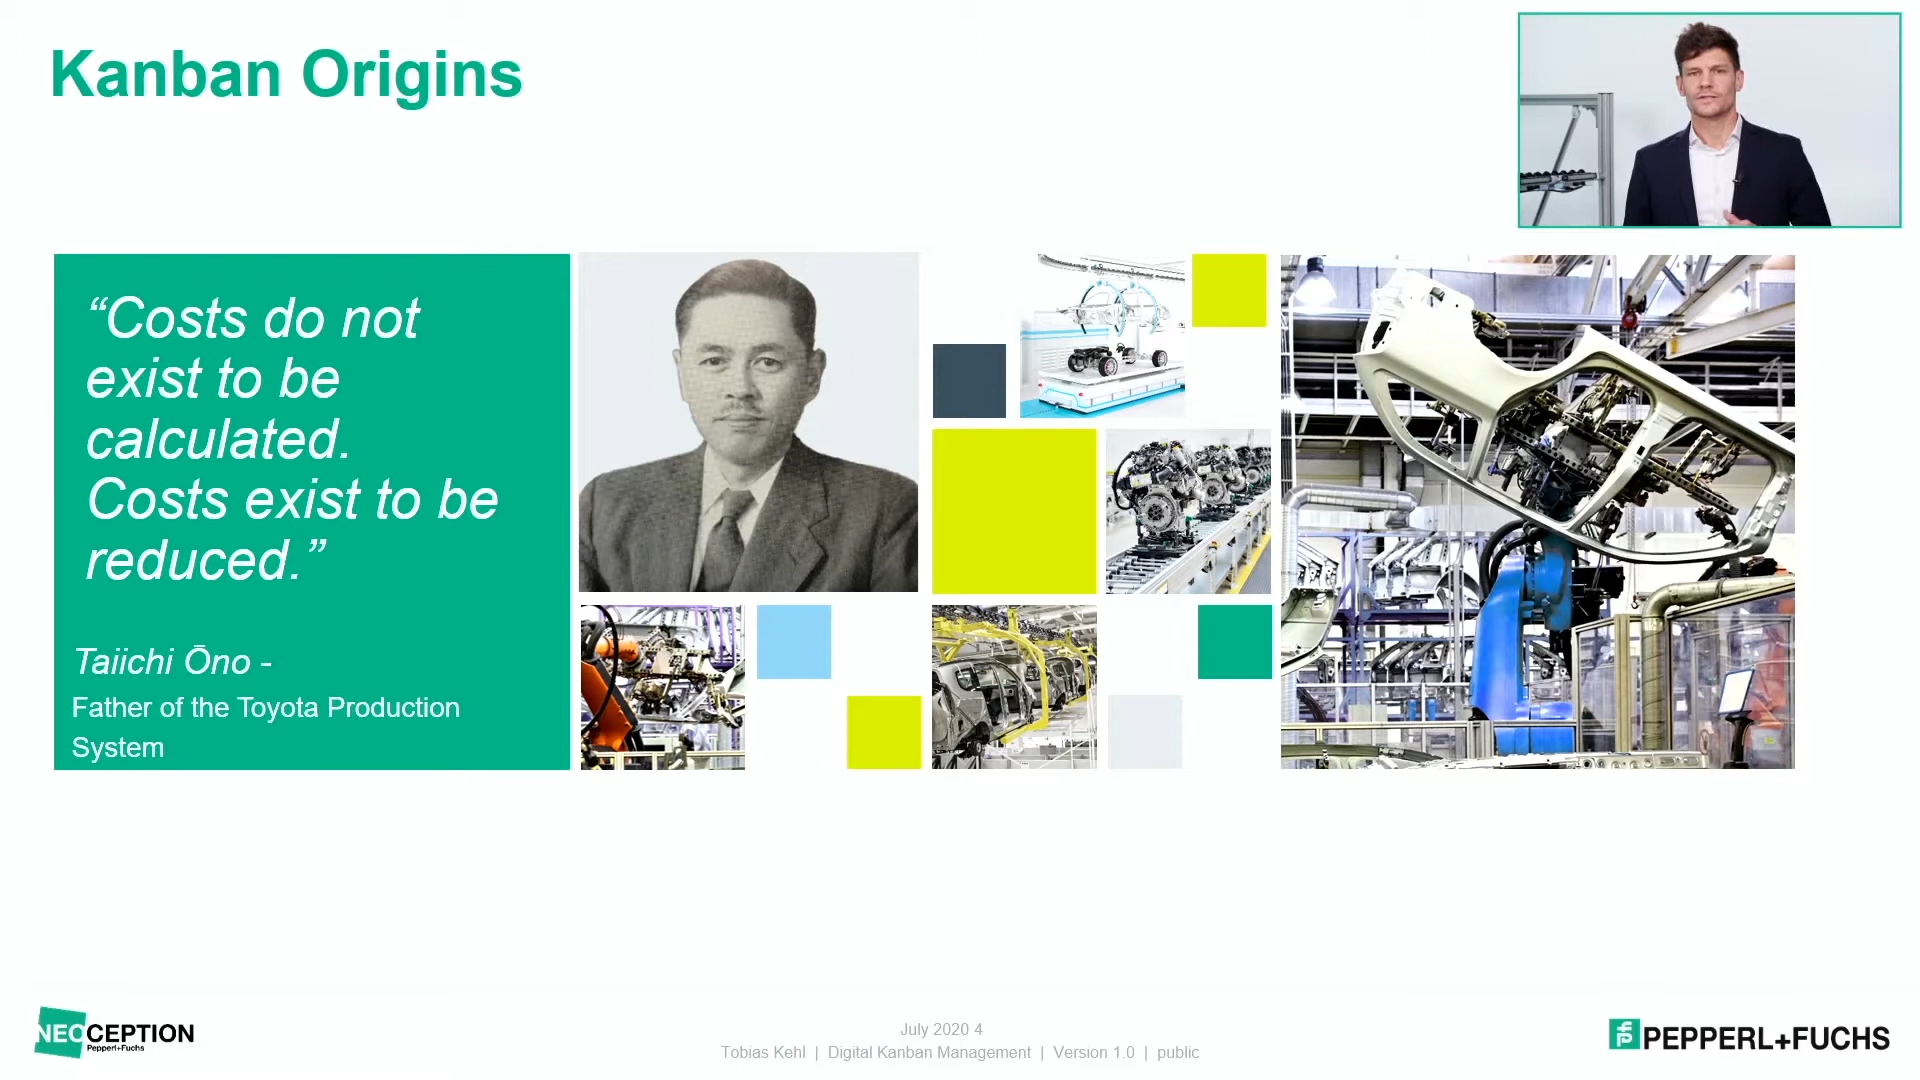 Kanban Origins
“Costs do not
exist to be
calculated.
Costs exist to be
reduced.”
Taiichi Ōno -
Father of the Toyota Production
System
NEOCEPTION
Pepperl+Fuchs
July 2020 4
Tobias Kehl | Digital Kanban Management | Version 1.0 | public
PEPPERL+FUCHS